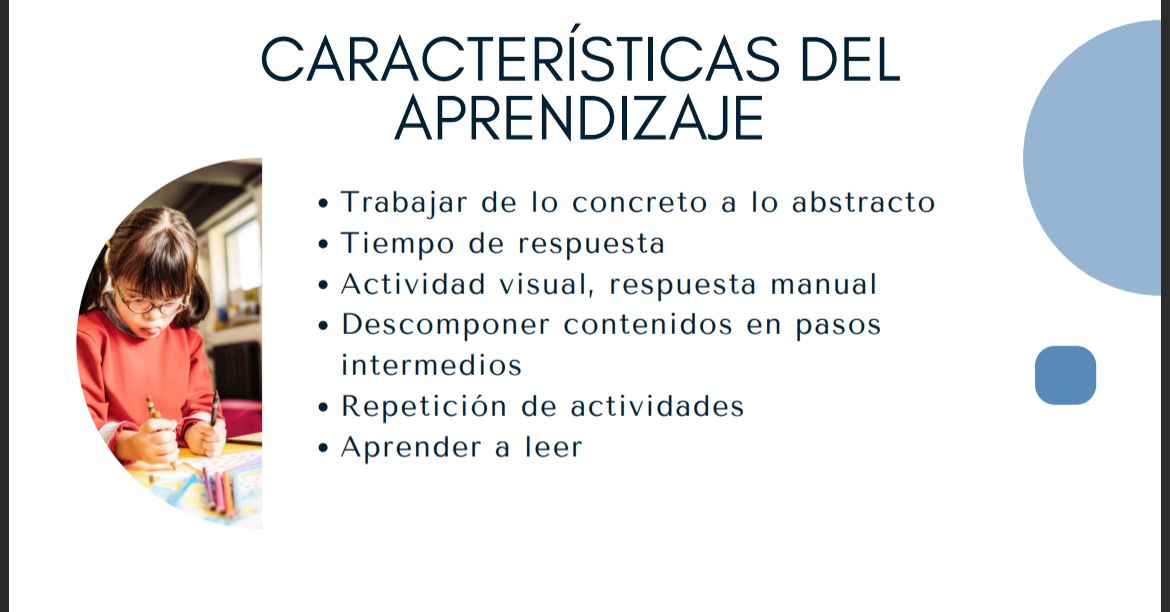 CARACTERÍSTICAS DEL
APRENDIZAJE
• Trabajar de lo concreto a lo abstracto
• Tiempo de respuesta
• Actividad visual, respuesta manual
• Descomponer contenidos en pasos
intermedios
• Repetición de actividades
• Aprender a leer